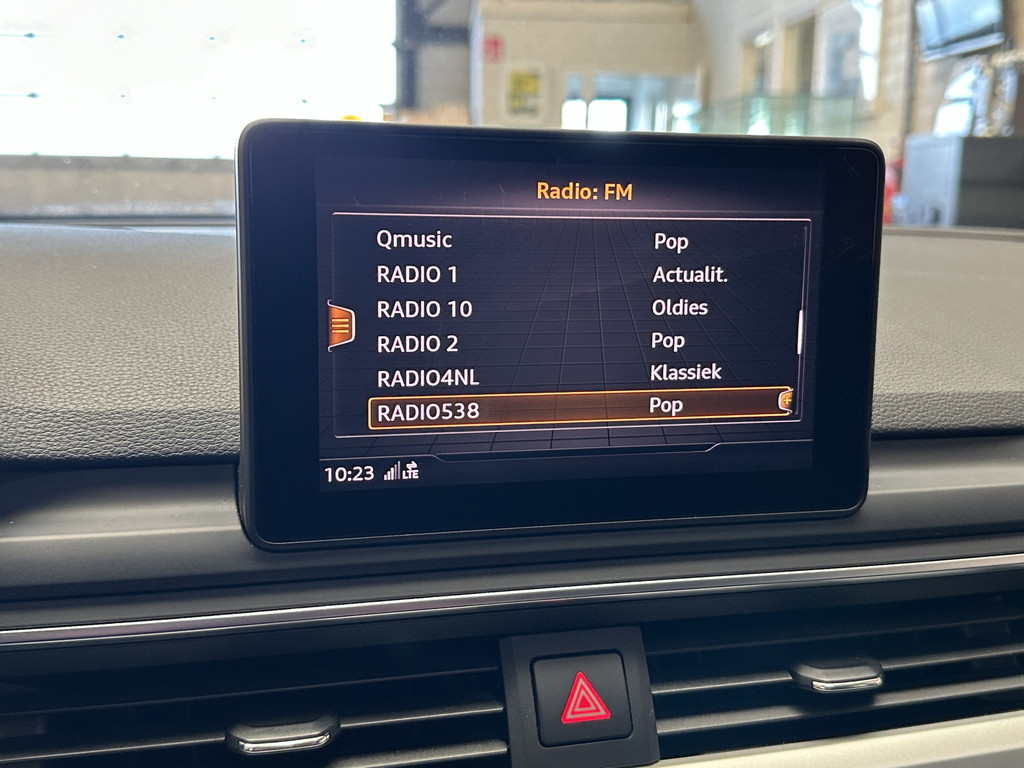 Radio: FM
Qmusic Pop
RADIO 1 Actualit.
RADIO 10 Oldies
RADIO 2 Pop
RADIO4NL Klassiek
RADIO538 Pop
10:23 LTE